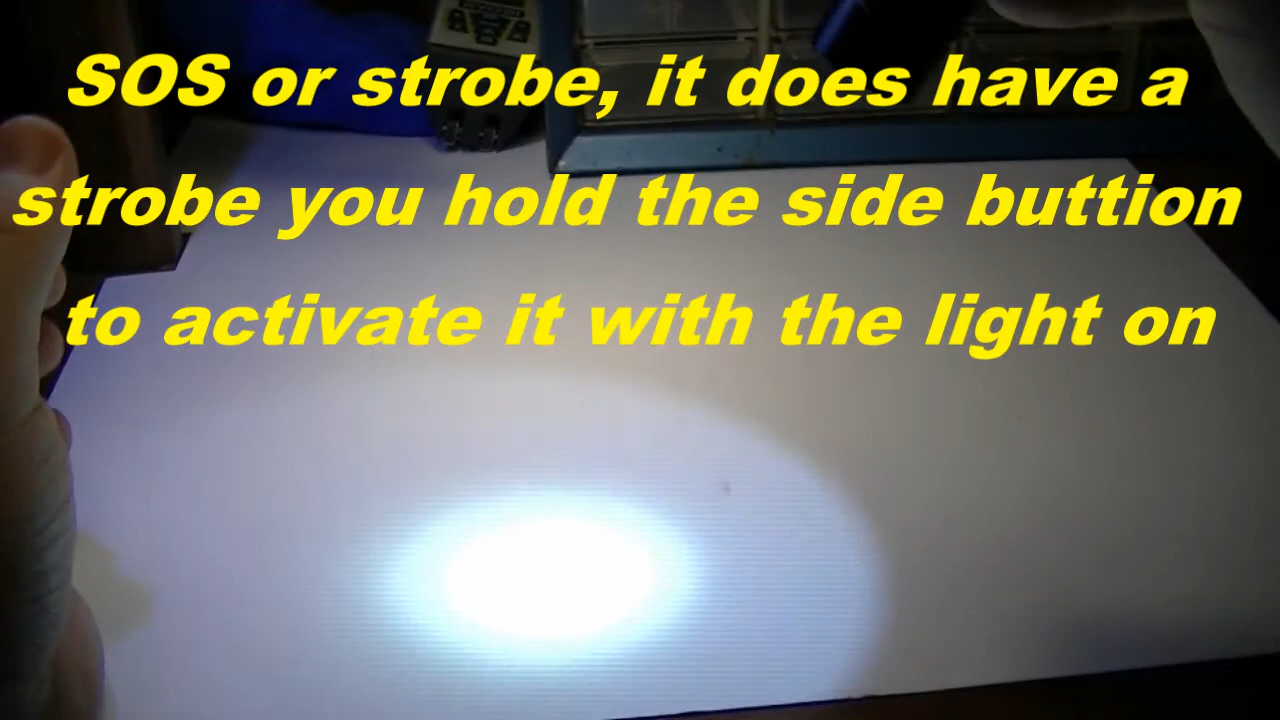 SOS or strobe, it does have a
strobe you hold the side buttion
to activate it with the light on